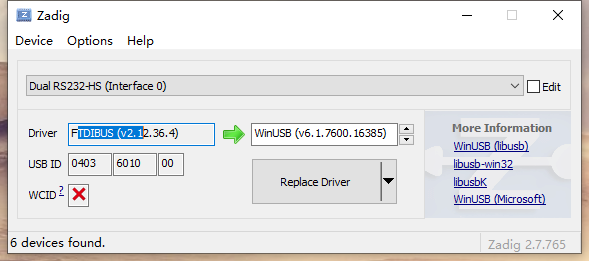 Zadig
Device Options Help
Dual RS232-HS (Interface 0) Edit
Driver FTDIBUS (v2.12.36.4) WinUSB (v6.1.7600.16385)
USB ID 0403 6010 00
WCID ?
Replace Driver
More Information
WinUSB (libusb)
libusb-win32
libusbK
WinUSB (Microsoft)
6 devices found. Zadig 2.7.765